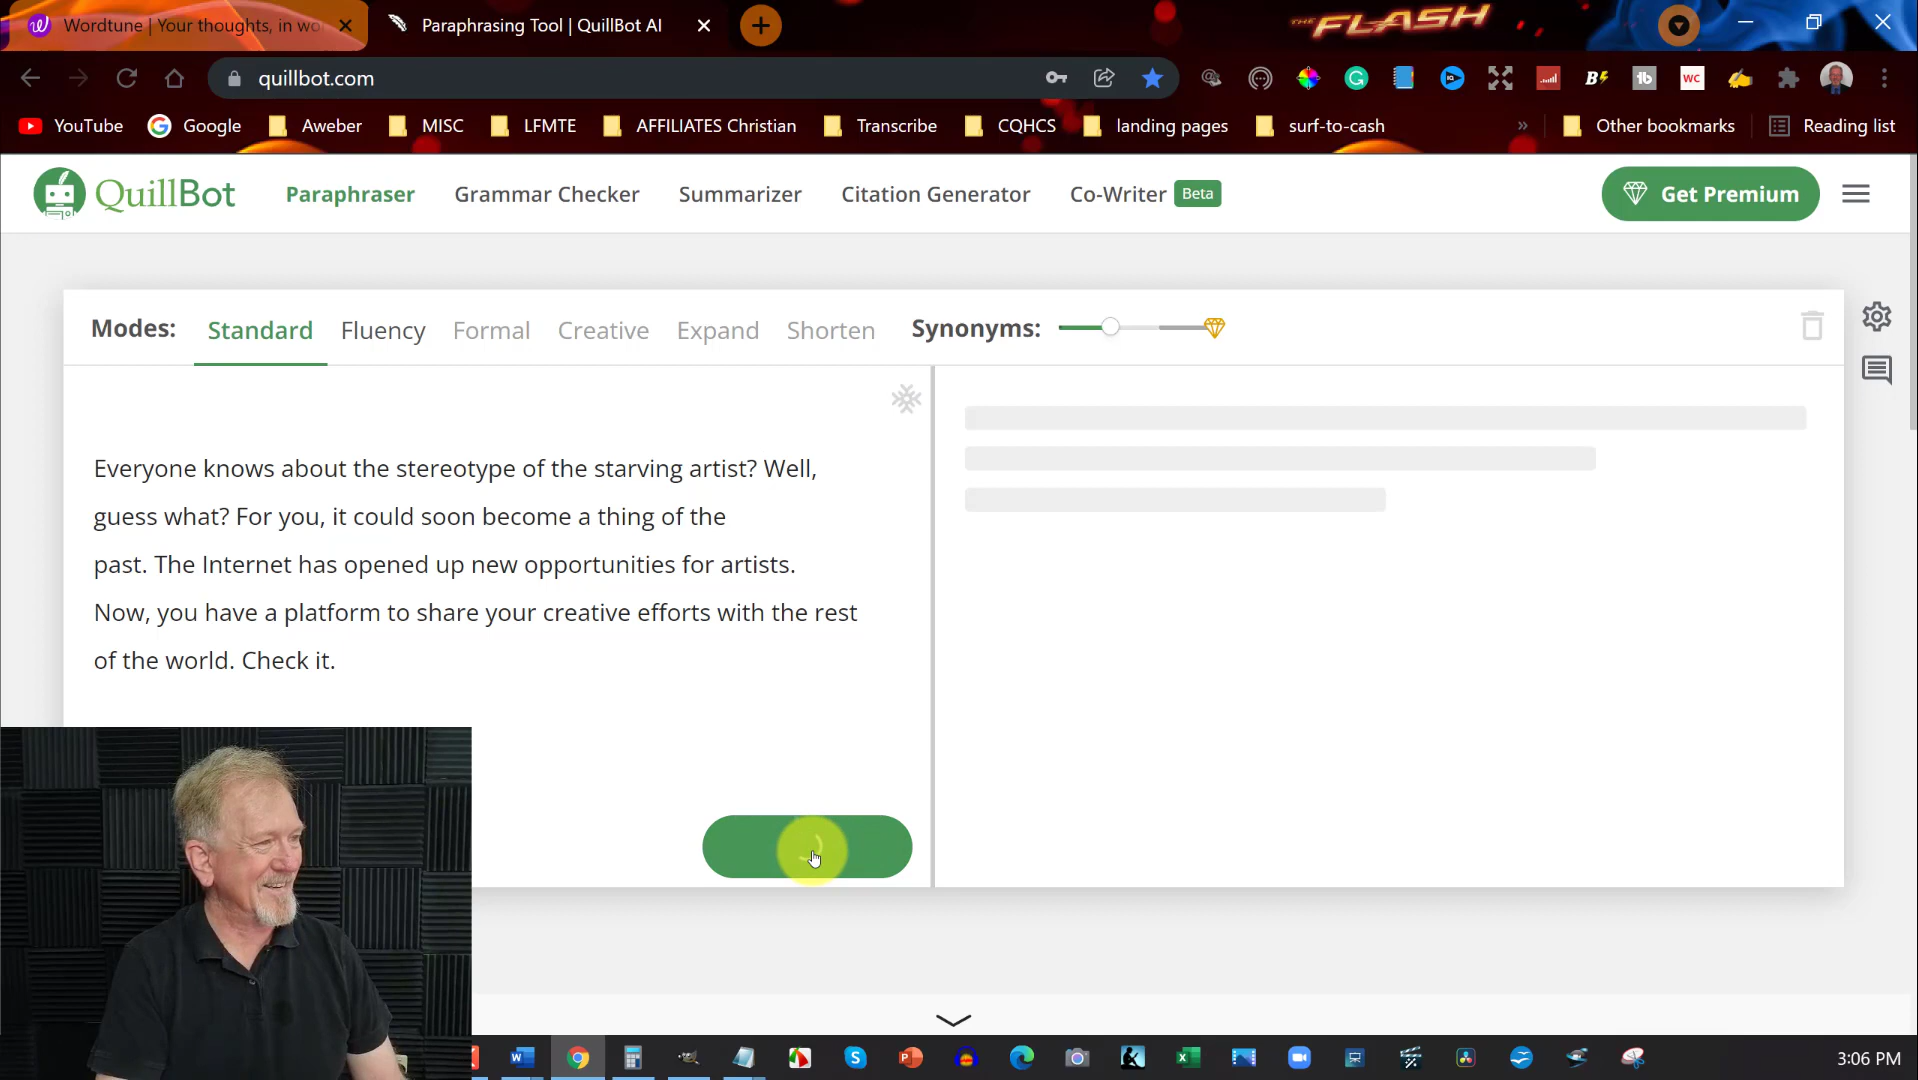 Wordtune | Your thoughts, in wo
Paraphrasing Tool | QuillBot AI
THE FLASH
quillbot.com
YouTube
Google
Aweber
MISC
LFMTE
AFFILIATES Christian
Transcribe
CQHCS
landing pages
surf-to-cash
»
Other bookmarks
Reading list
QuillBot
Paraphraser
Grammar Checker
Summarizer
Citation Generator
Co-Writer Beta
Get Premium
Modes:
Standard
Fluency
Formal
Creative
Expand
Shorten
Synonyms:
Everyone knows about the stereotype of the starving artist? Well,
guess what? For you, it could soon become a thing of the
past. The Internet has opened up new opportunities for artists.
Now, you have a platform to share your creative efforts with the rest
of the world. Check it.
3:06 PM